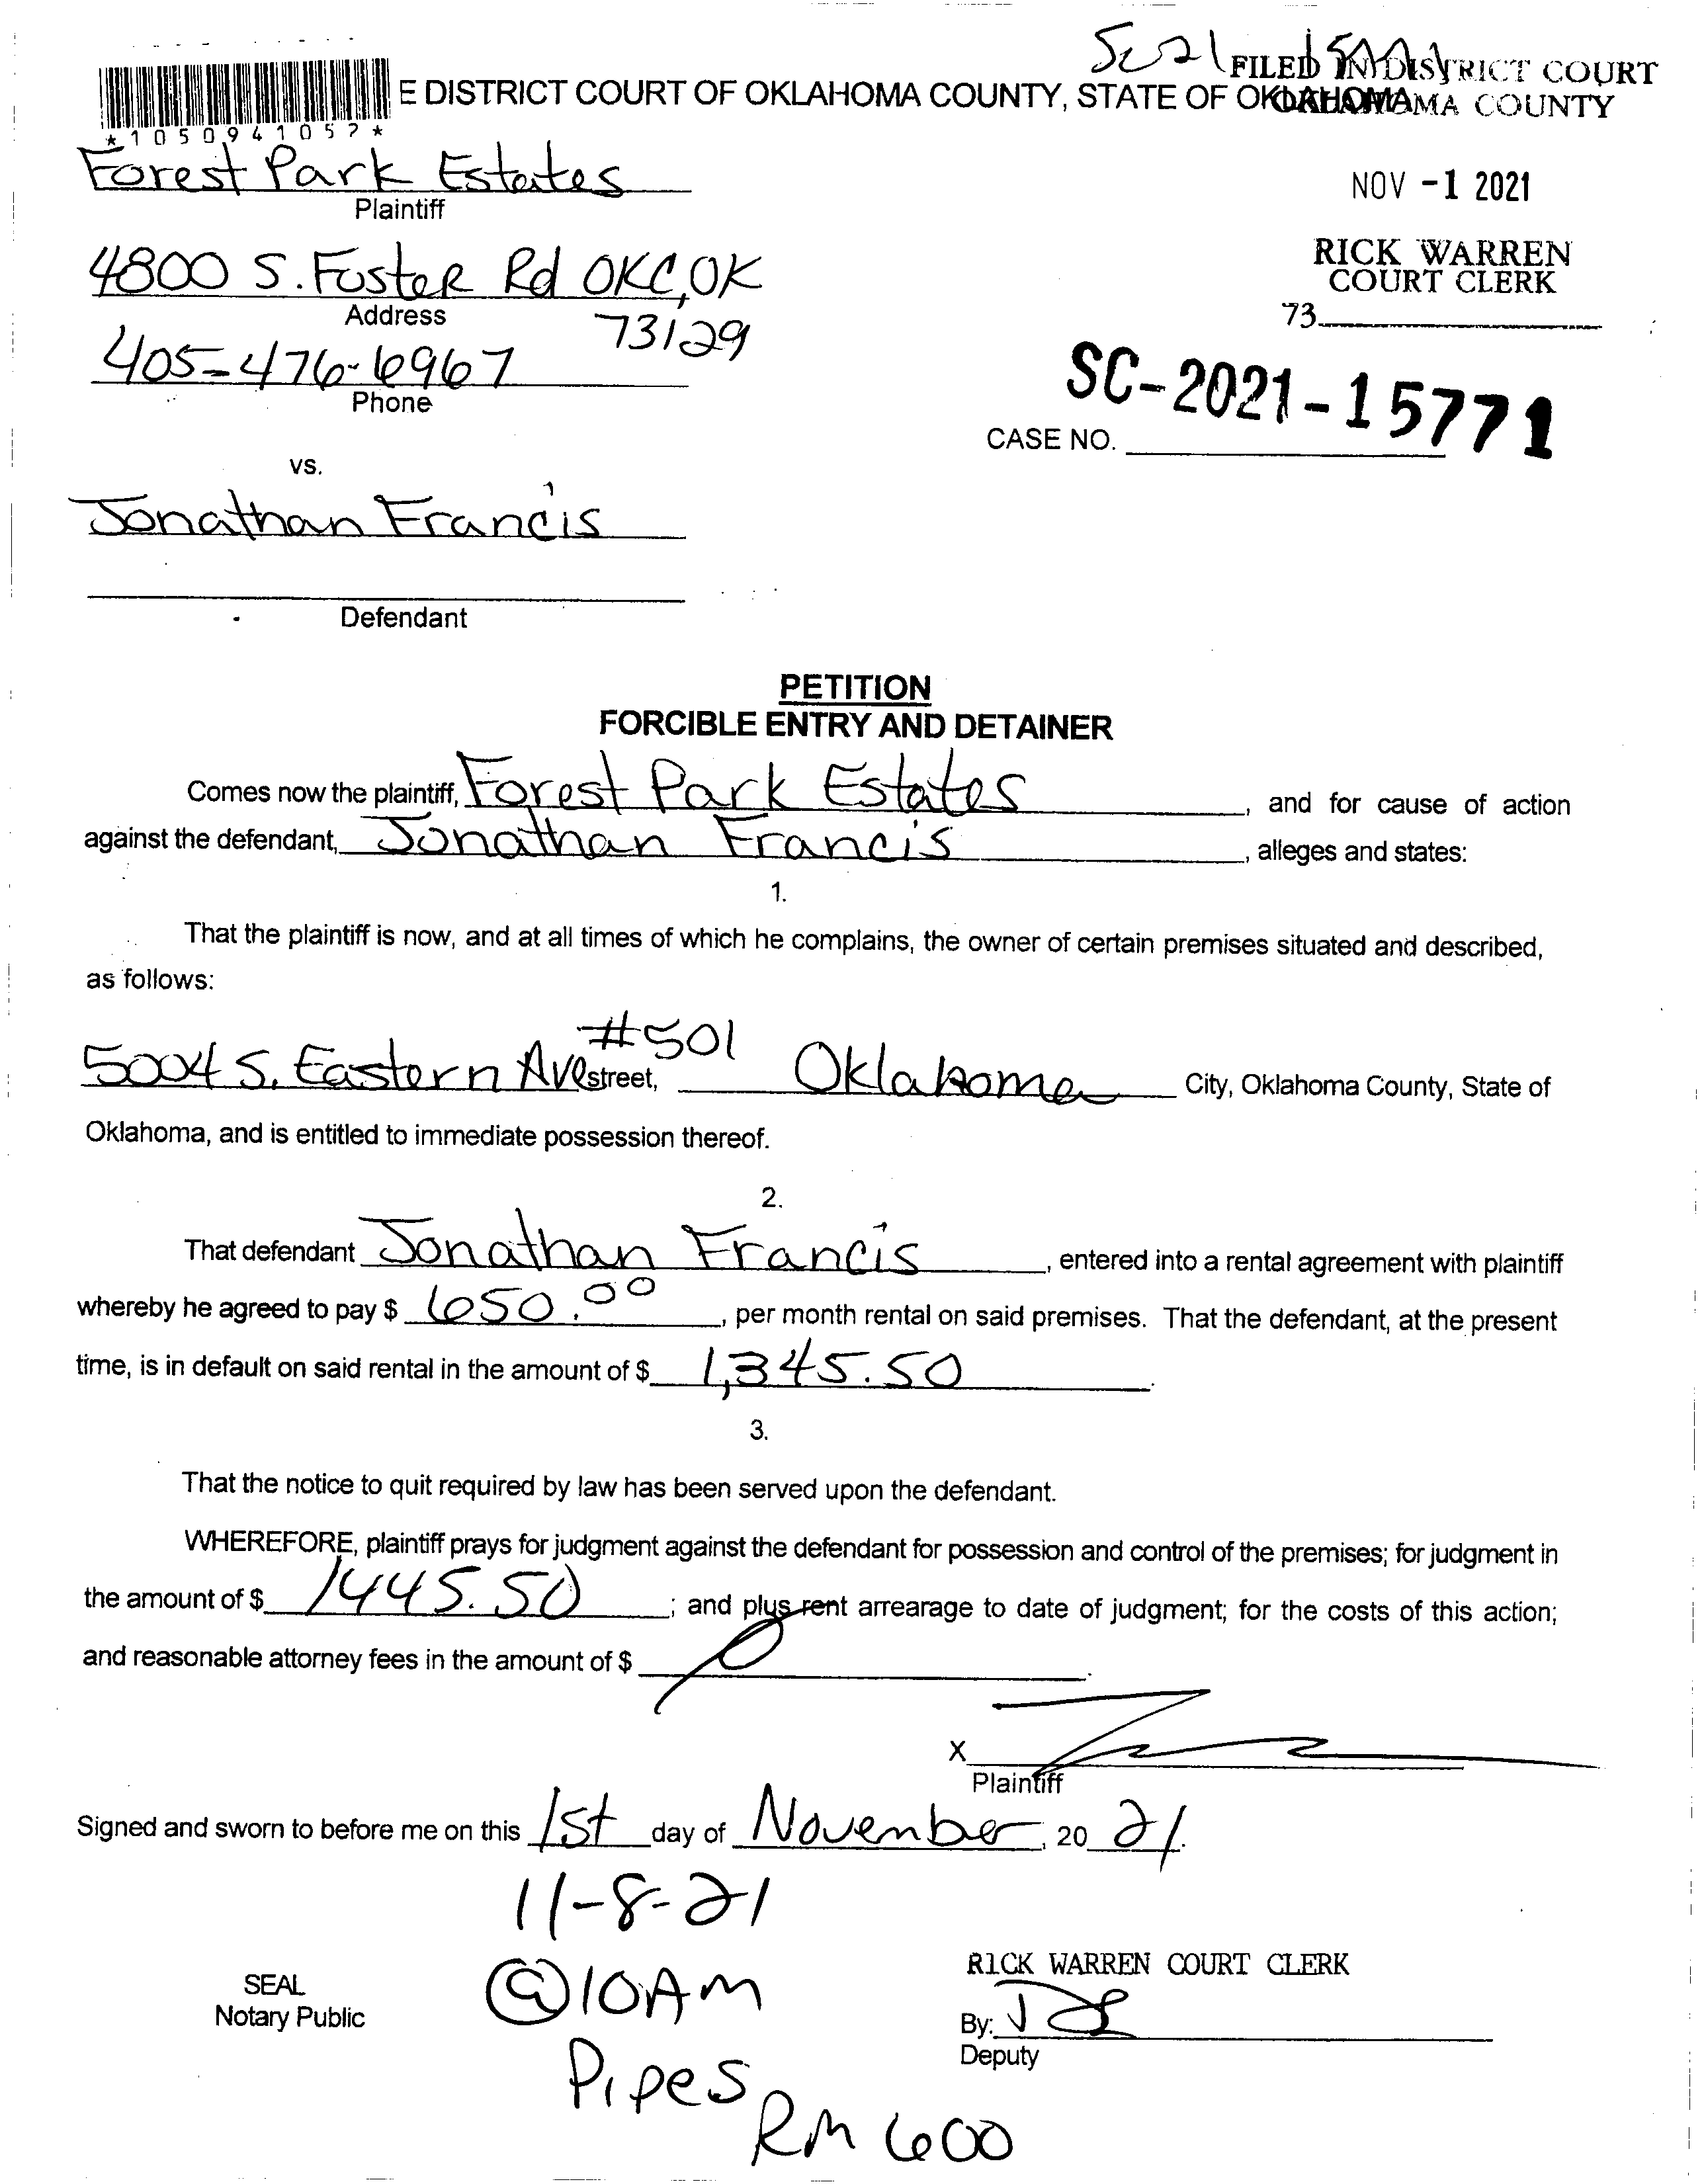 SC21
FILED IN DISTRICT COURT
E DISTRICT COURT OF OKLAHOMA COUNTY, STATE OF OKLAHOMA
OKLAHOMA COUNTY
*1050941052*
Forest Park Estates
Plaintiff
NOV -1 2021
4800 S. Foster Rd OKC, OK
73129
Address
RICK WARREN
COURT CLERK
73
405-476-6967
Phone
SC-2021-15771
CASE NO.
vs.
Jonathan Francis
Defendant
PETITION
FORCIBLE ENTRY AND DETAINER
Comes now the plaintiff, Forest Park Estates, and for cause of action
against the defendant, Jonathan Francis, alleges and states:
1.
That the plaintiff is now, and at all times of which he complains, the owner of certain premises situated and described,
as follows:
5004 S. Eastern Ave #501 street, Oklahoma City, Oklahoma County, State of
Oklahoma, and is entitled to immediate possession thereof.
2.
That defendant Jonathan Francis, entered into a rental agreement with plaintiff
whereby he agreed to pay $ 650.00, per month rental on said premises. That the defendant, at the present
time, is in default on said rental in the amount of $ 1,345.50.
3.
That the notice to quit required by law has been served upon the defendant.
WHEREFORE, plaintiff prays for judgment against the defendant for possession and control of the premises; for judgment in
the amount of $ 1445.50; and plus rent arrearage to date of judgment; for the costs of this action;
and reasonable attorney fees in the amount of $
X
Plaintiff
Signed and sworn to before me on this 1st day of November, 20 21.
11-8-21
@10AM
Pipes
RM 600
SEAL
Notary Public
RICK WARREN COURT CLERK
By:
Deputy